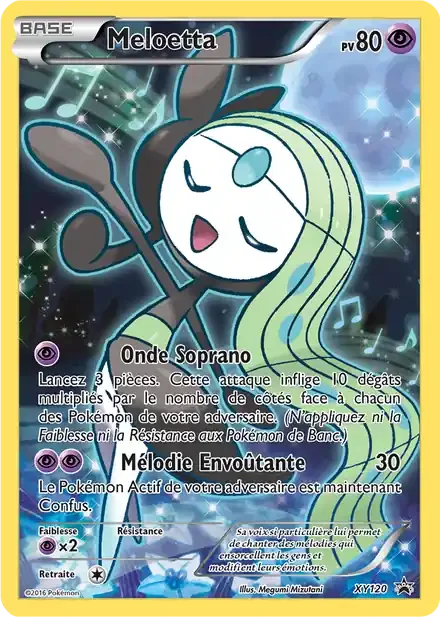 BASE
Meloetta
PV80
Onde Soprano
Lancez 3 pièces. Cette attaque inflige 10 dégâts
multipliés par le nombre de côtés face à chacun
des Pokémon de votre adversaire. (N'appliquez ni la
Faiblesse ni la Résistance aux Pokémon de Banc.)
Mélodie Envoûtante 30
Le Pokémon Actif de votre adversaire est maintenant
Confus.
Faiblesse Résistance
×2
Retraite
Sa voix si particulière lui permet
de chanter des mélodies qui
ensorcellent les gens et
modifient leurs émotions.
©2016 Pokémon
Illus. Megumi Mizutani
XY120
PROMO